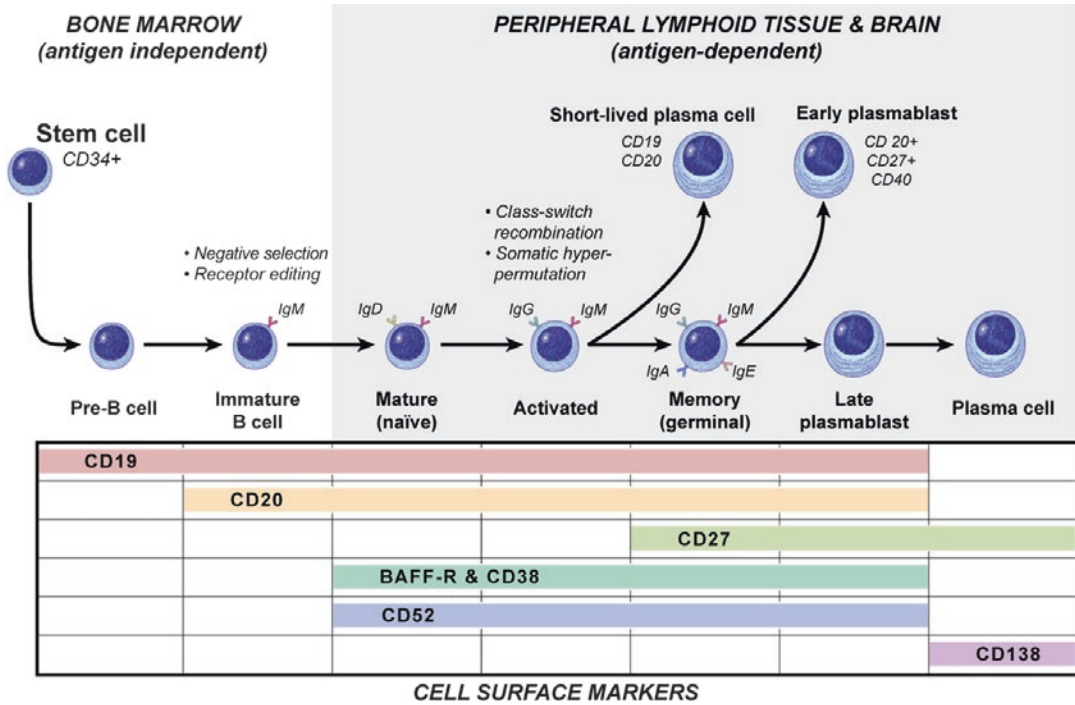 BONE MARROW
(antigen independent)
PERIPHERAL LYMPHOID TISSUE & BRAIN
(antigen-dependent)
Stem cell
CD34+
Short-lived plasma cell
CD19
CD20
Early plasmablast
CD 20+
CD27+
CD40
• Class-switch
recombination
• Somatic hyper-
permutation
• Negative selection
• Receptor editing
IgM
IgD
IgM
IgG
IgM
IgG
IgM
IgA
IgE
Pre-B cell
Immature
B cell
Mature
(naïve)
Activated
Memory
(germinal)
Late
plasmablast
Plasma cell
CD19
CD20
CD27
BAFF-R & CD38
CD52
CD138
CELL SURFACE MARKERS